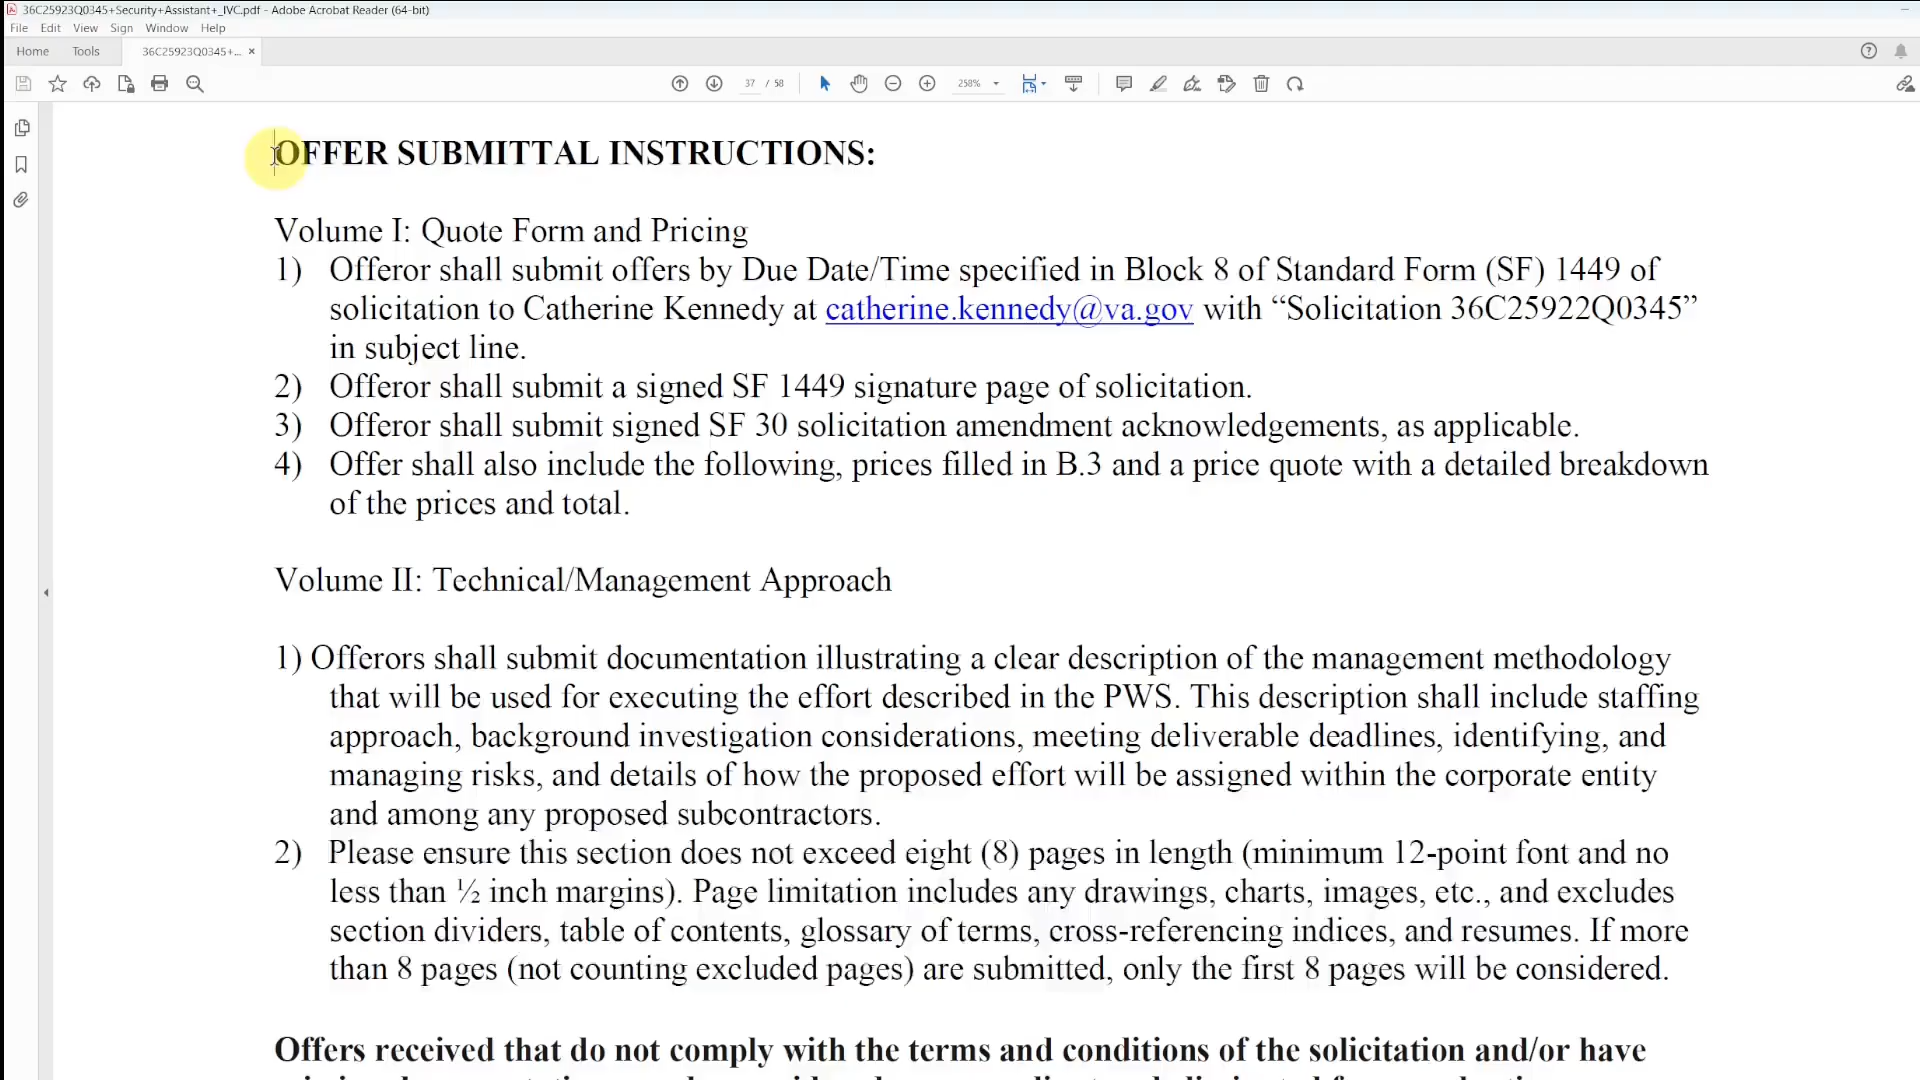 36C25923Q0345+Security+Assistant+_IVC.pdf - Adobe Acrobat Reader (64-bit)
File Edit View Sign Window Help
Home Tools 36C25923Q0345+...
37 / 58 258%
OFFER SUBMITTAL INSTRUCTIONS:
Volume I: Quote Form and Pricing
1) Offeror shall submit offers by Due Date/Time specified in Block 8 of Standard Form (SF) 1449 of
solicitation to Catherine Kennedy at catherine.kennedy@va.gov with “Solicitation 36C25922Q0345”
in subject line.
2) Offeror shall submit a signed SF 1449 signature page of solicitation.
3) Offeror shall submit signed SF 30 solicitation amendment acknowledgements, as applicable.
4) Offer shall also include the following, prices filled in B.3 and a price quote with a detailed breakdown
of the prices and total.
Volume II: Technical/Management Approach
1) Offerors shall submit documentation illustrating a clear description of the management methodology
that will be used for executing the effort described in the PWS. This description shall include staffing
approach, background investigation considerations, meeting deliverable deadlines, identifying, and
managing risks, and details of how the proposed effort will be assigned within the corporate entity
and among any proposed subcontractors.
2) Please ensure this section does not exceed eight (8) pages in length (minimum 12-point font and no
less than ½ inch margins). Page limitation includes any drawings, charts, images, etc., and excludes
section dividers, table of contents, glossary of terms, cross-referencing indices, and resumes. If more
than 8 pages (not counting excluded pages) are submitted, only the first 8 pages will be considered.
Offers received that do not comply with the terms and conditions of the solicitation and/or have